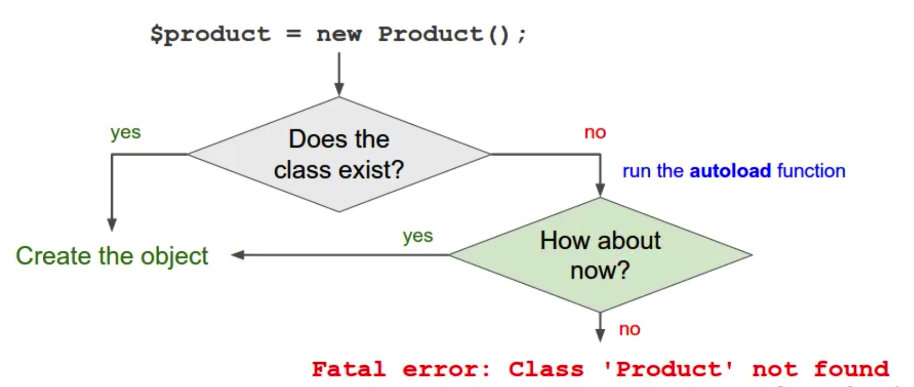 $product = new Product();
yes
Does the
class exist?
no
run the autoload function
Create the object
yes
How about
now?
no
Fatal error: Class 'Product' not found